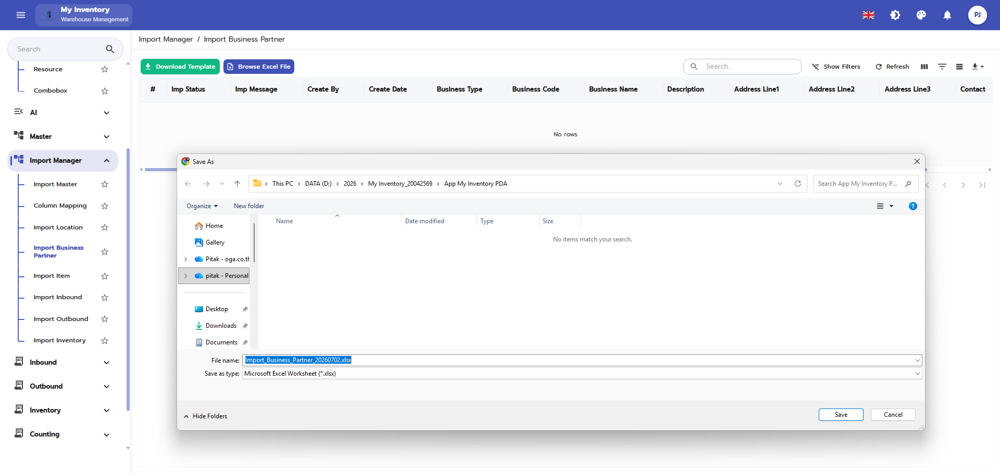 My Inventory
Warehouse Management
PJ
Search
Resource
Combobox
AI
Master
Import Manager
Import Master
Column Mapping
Import Location
Import Business
Partner
Import Item
Import Inbound
Import Outbound
Import Inventory
Inbound
Outbound
Inventory
Counting
Import Manager / Import Business Partner
Download Template
Browse Excel File
Search...
Show Filters
Refresh
# Imp Status Imp Message Create By Create Date Business Type Business Code Business Name Description Address Line1 Address Line2 Address Line3 Contact
No rows
Save As
This PC > DATA (D:) > 2026 > My Inventory_20042569 > App My Inventory PDA
Search App My Inventory P...
Organize
New folder
Name Date modified Type Size
No items match your search.
Home
Gallery
Pitak - oga.co.th
pitak - Personal
Desktop
Downloads
Documents
File name: Import_Business_Partner_20260702.xlsx
Save as type: Microsoft Excel Worksheet (*.xlsx)
Hide Folders
Save
Cancel